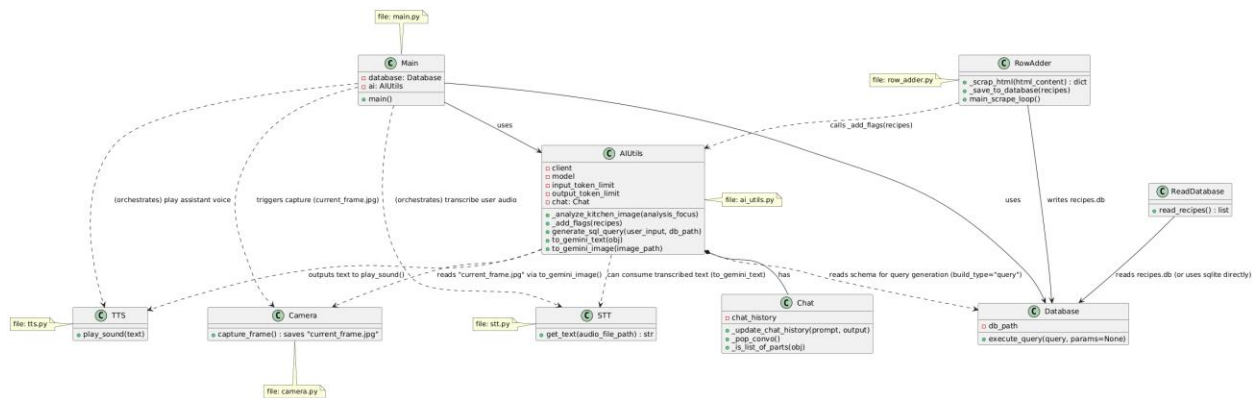 file: main.py
C Main
database: Database
ai: AIUtils
main()
C RowAdder
_scrap_html(html_content) : dict
_save_to_database(recipes)
main_scrape_loop()
file: row_adder.py
uses
calls _add_flags(recipes)
C AIUtils
client
model
input_token_limit
output_token_limit
chat: Chat
_analyze_kitchen_image(analysis_focus)
_add_flags(recipes)
generate_sql_query(user_input, db_path)
to_gemini_text(obj)
to_gemini_image(image_path)
file: ai_utils.py
C ReadDatabase
read_recipes() : list
(orchestrates) play assistant voice
triggers capture (current_frame.jpg)
(orchestrates) transcribe user audio
uses
writes recipes.db
outputs text to play_sound()
reads "current_frame.jpg" via to_gemini_image()
can consume transcribed text (to_gemini_text)
has
reads schema for query generation (build_type="query")
reads recipes.db (or uses sqlite directly)
file: tts.py
C TTS
play_sound(text)
C Camera
capture_frame() : saves "current_frame.jpg"
file: stt.py
C STT
get_text(audio_file_path) : str
C Chat
chat_history
_update_chat_history(prompt, output)
_pop_convo()
_is_list_of_parts(obj)
C Database
db_path
execute_query(query, params=None)
file: camera.py